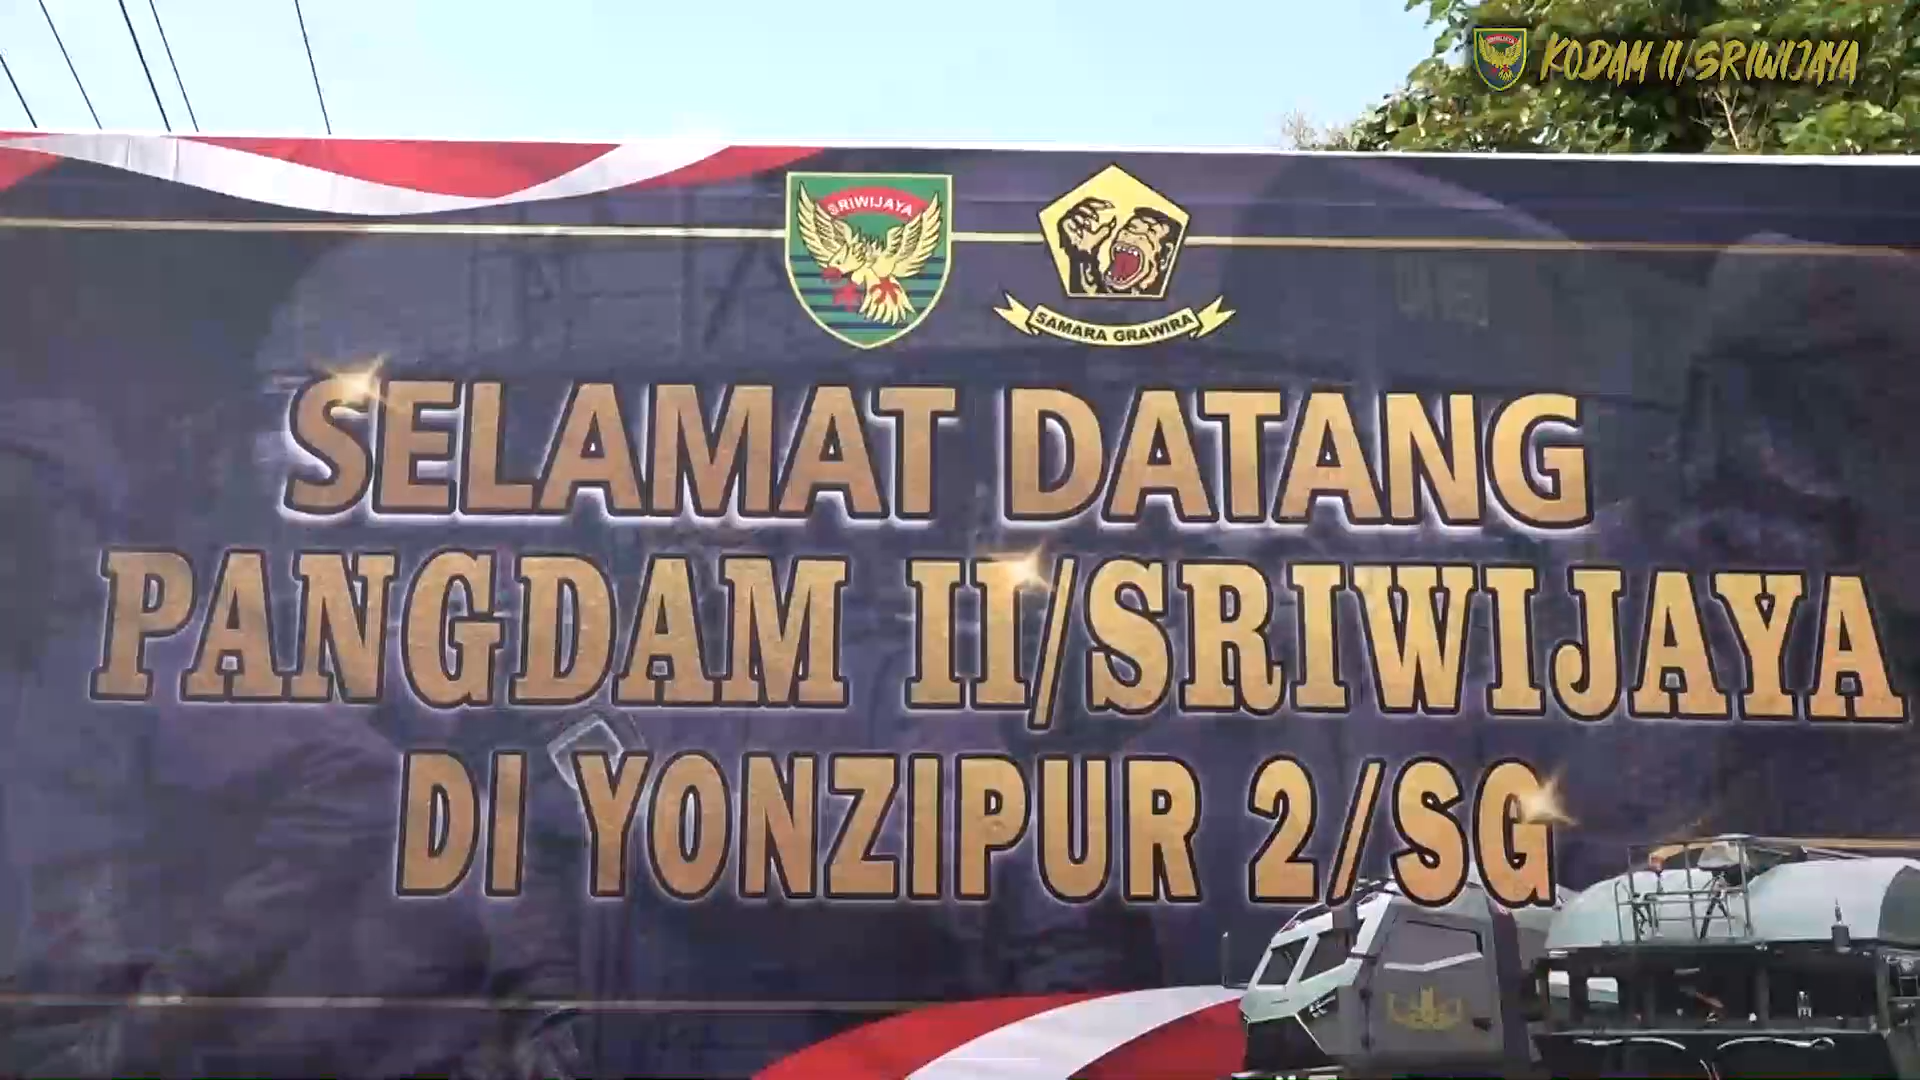 KODAM II/SRIWIJAYA
SRIWIJAYA
SAMARA GRAWIRA
SELAMAT DATANG
PANGDAM II/SRIWIJAYA
DI YONZIPUR 2/SG